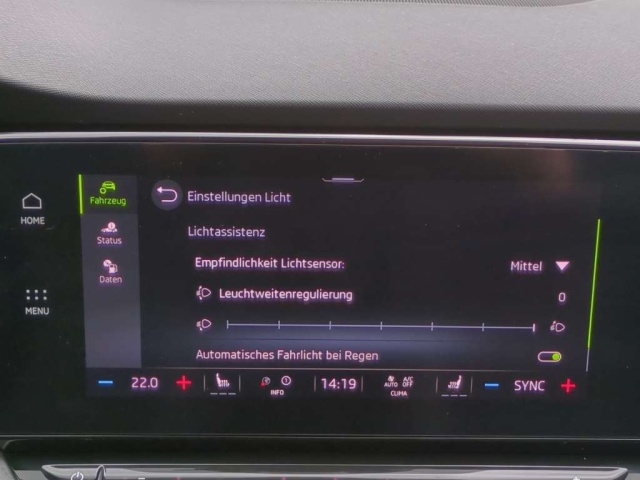 Fahrzeug
Einstellungen Licht
HOME
Status
Lichtassistenz
Empfindlichkeit Lichtsensor:
Mittel
Daten
Leuchtweitenregulierung
0
MENU
Automatisches Fahrlicht bei Regen
22.0
INFO
14:19
AUTO
A/C
OFF
CLIMA
SYNC